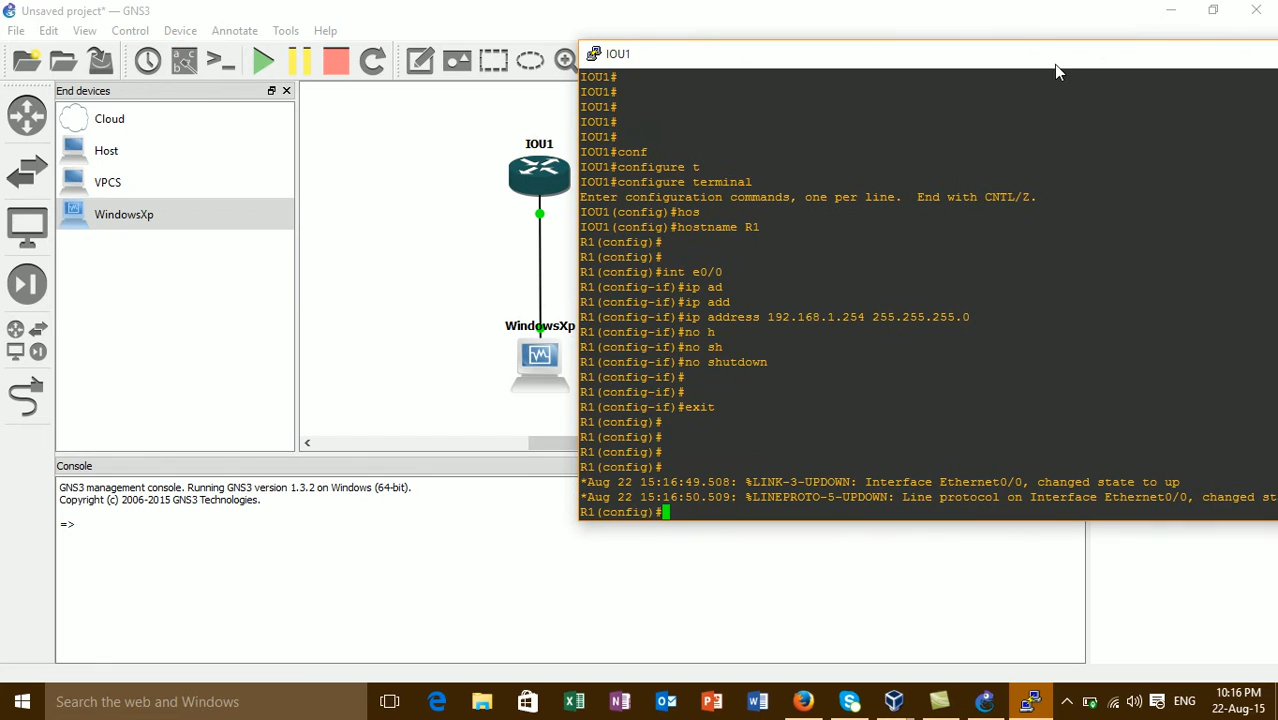 Unsaved project* — GNS3
File Edit View Control Device Annotate Tools Help
End devices
Cloud
Host
VPCS
WindowsXp
IOU1
WindowsXp
IOU1
IOU1#
IOU1#
IOU1#
IOU1#
IOU1#
IOU1#conf
IOU1#configure t
IOU1#configure terminal
Enter configuration commands, one per line.  End with CNTL/Z.
IOU1(config)#hos
IOU1(config)#hostname R1
R1(config)#
R1(config)#
R1(config)#int e0/0
R1(config-if)#ip ad
R1(config-if)#ip add
R1(config-if)#ip address 192.168.1.254 255.255.255.0
R1(config-if)#no h
R1(config-if)#no sh
R1(config-if)#no shutdown
R1(config-if)#
R1(config-if)#
R1(config-if)#exit
R1(config)#
R1(config)#
R1(config)#
R1(config)#
*Aug 22 15:16:49.508: %LINK-3-UPDOWN: Interface Ethernet0/0, changed state to up
*Aug 22 15:16:50.509: %LINEPROTO-5-UPDOWN: Line protocol on Interface Ethernet0/0, changed st
R1(config)#
Console
GNS3 management console. Running GNS3 version 1.3.2 on Windows (64-bit).
Copyright (c) 2006-2015 GNS3 Technologies.
=>
Search the web and Windows
ENG
10:16 PM
22-Aug-15